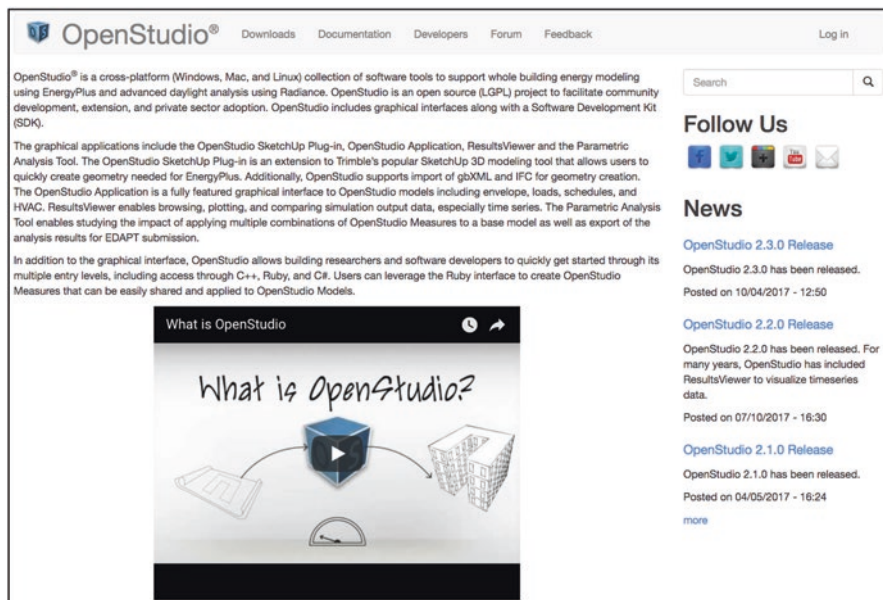 OpenStudio®
Downloads
Documentation
Developers
Forum
Feedback
Log in
OpenStudio® is a cross-platform (Windows, Mac, and Linux) collection of software tools to support whole building energy modeling
using EnergyPlus and advanced daylight analysis using Radiance. OpenStudio is an open source (LGPL) project to facilitate community
development, extension, and private sector adoption. OpenStudio includes graphical interfaces along with a Software Development Kit
(SDK).
The graphical applications include the OpenStudio SketchUp Plug-in, OpenStudio Application, ResultsViewer and the Parametric
Analysis Tool. The OpenStudio SketchUp Plug-in is an extension to Trimble's popular SketchUp 3D modeling tool that allows users to
quickly create geometry needed for EnergyPlus. Additionally, OpenStudio supports import of gbXML and IFC for geometry creation.
The OpenStudio Application is a fully featured graphical interface to OpenStudio models including envelope, loads, schedules, and
HVAC. ResultsViewer enables browsing, plotting, and comparing simulation output data, especially time series. The Parametric Analysis
Tool enables studying the impact of applying multiple combinations of OpenStudio Measures to a base model as well as export of the
analysis results for EDAPT submission.
In addition to the graphical interface, OpenStudio allows building researchers and software developers to quickly get started through its
multiple entry levels, including access through C++, Ruby, and C#. Users can leverage the Ruby interface to create OpenStudio
Measures that can be easily shared and applied to OpenStudio Models.
What is OpenStudio
What is OpenStudio?
OS
Search
Follow Us
You
Tube
News
OpenStudio 2.3.0 Release
OpenStudio 2.3.0 has been released.
Posted on 10/04/2017 - 12:50
OpenStudio 2.2.0 Release
OpenStudio 2.2.0 has been released. For
many years, OpenStudio has included
ResultsViewer to visualize timeseries
data.
Posted on 07/10/2017 - 16:30
OpenStudio 2.1.0 Release
OpenStudio 2.1.0 has been released.
Posted on 04/05/2017 - 16:24
more